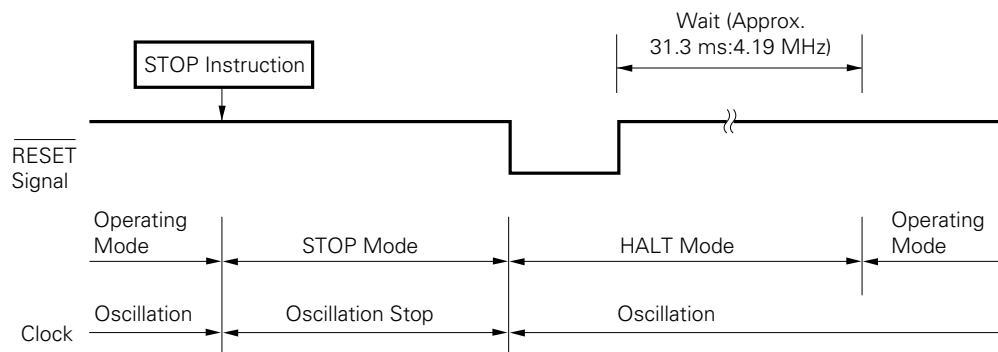 Wait (Approx.
31.3 ms:4.19 MHz)
STOP Instruction
RESET
Signal
Operating
Mode
STOP Mode
HALT Mode
Operating
Mode
Clock
Oscillation
Oscillation Stop
Oscillation